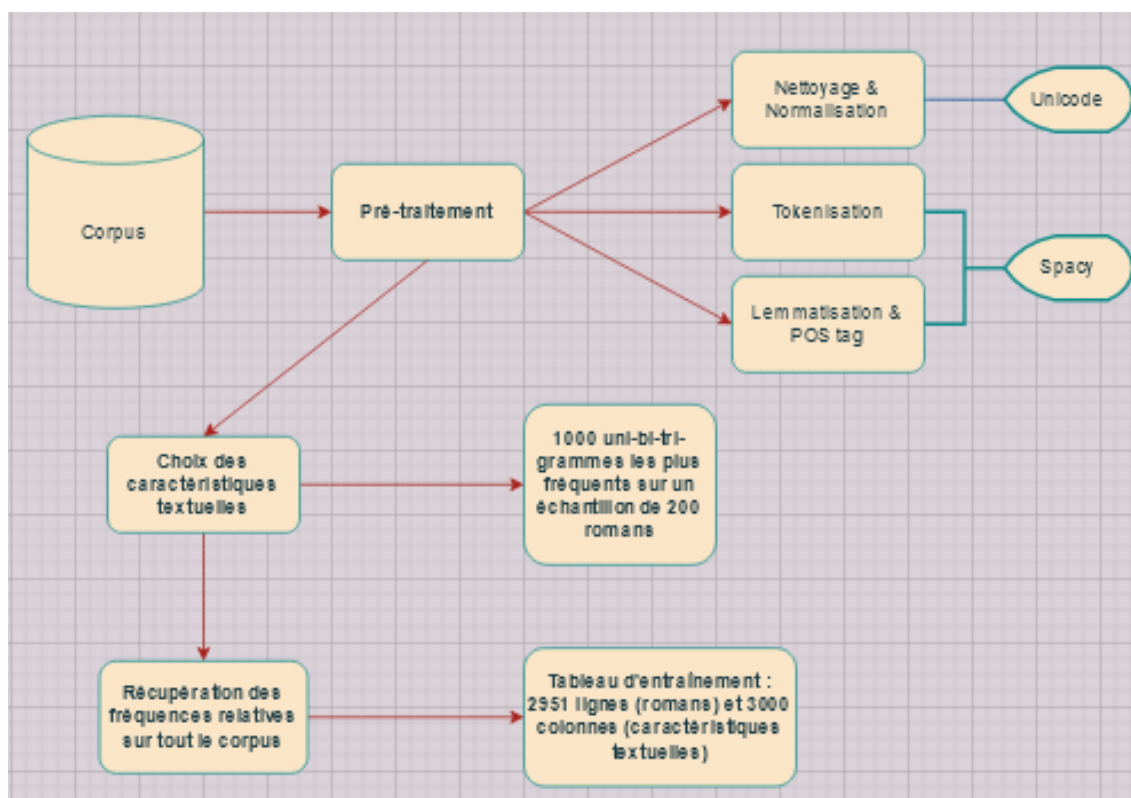 Nettoyage &
Normalisation
Unicode
Corpus
Pré-traitement
Tokenisation
Spacy
Lemmatisation &
POS tag
Choix des
caractéristiques
textuelles
1000 uni-bi-tri-
grammes les plus
fréquents sur un
échantillon de 200
romans
Récupération des
fréquences relatives
sur tout le corpus
Tableau d'entraînement :
2951 lignes (romans) et 3000
colonnes (caractéristiques
textuelles)